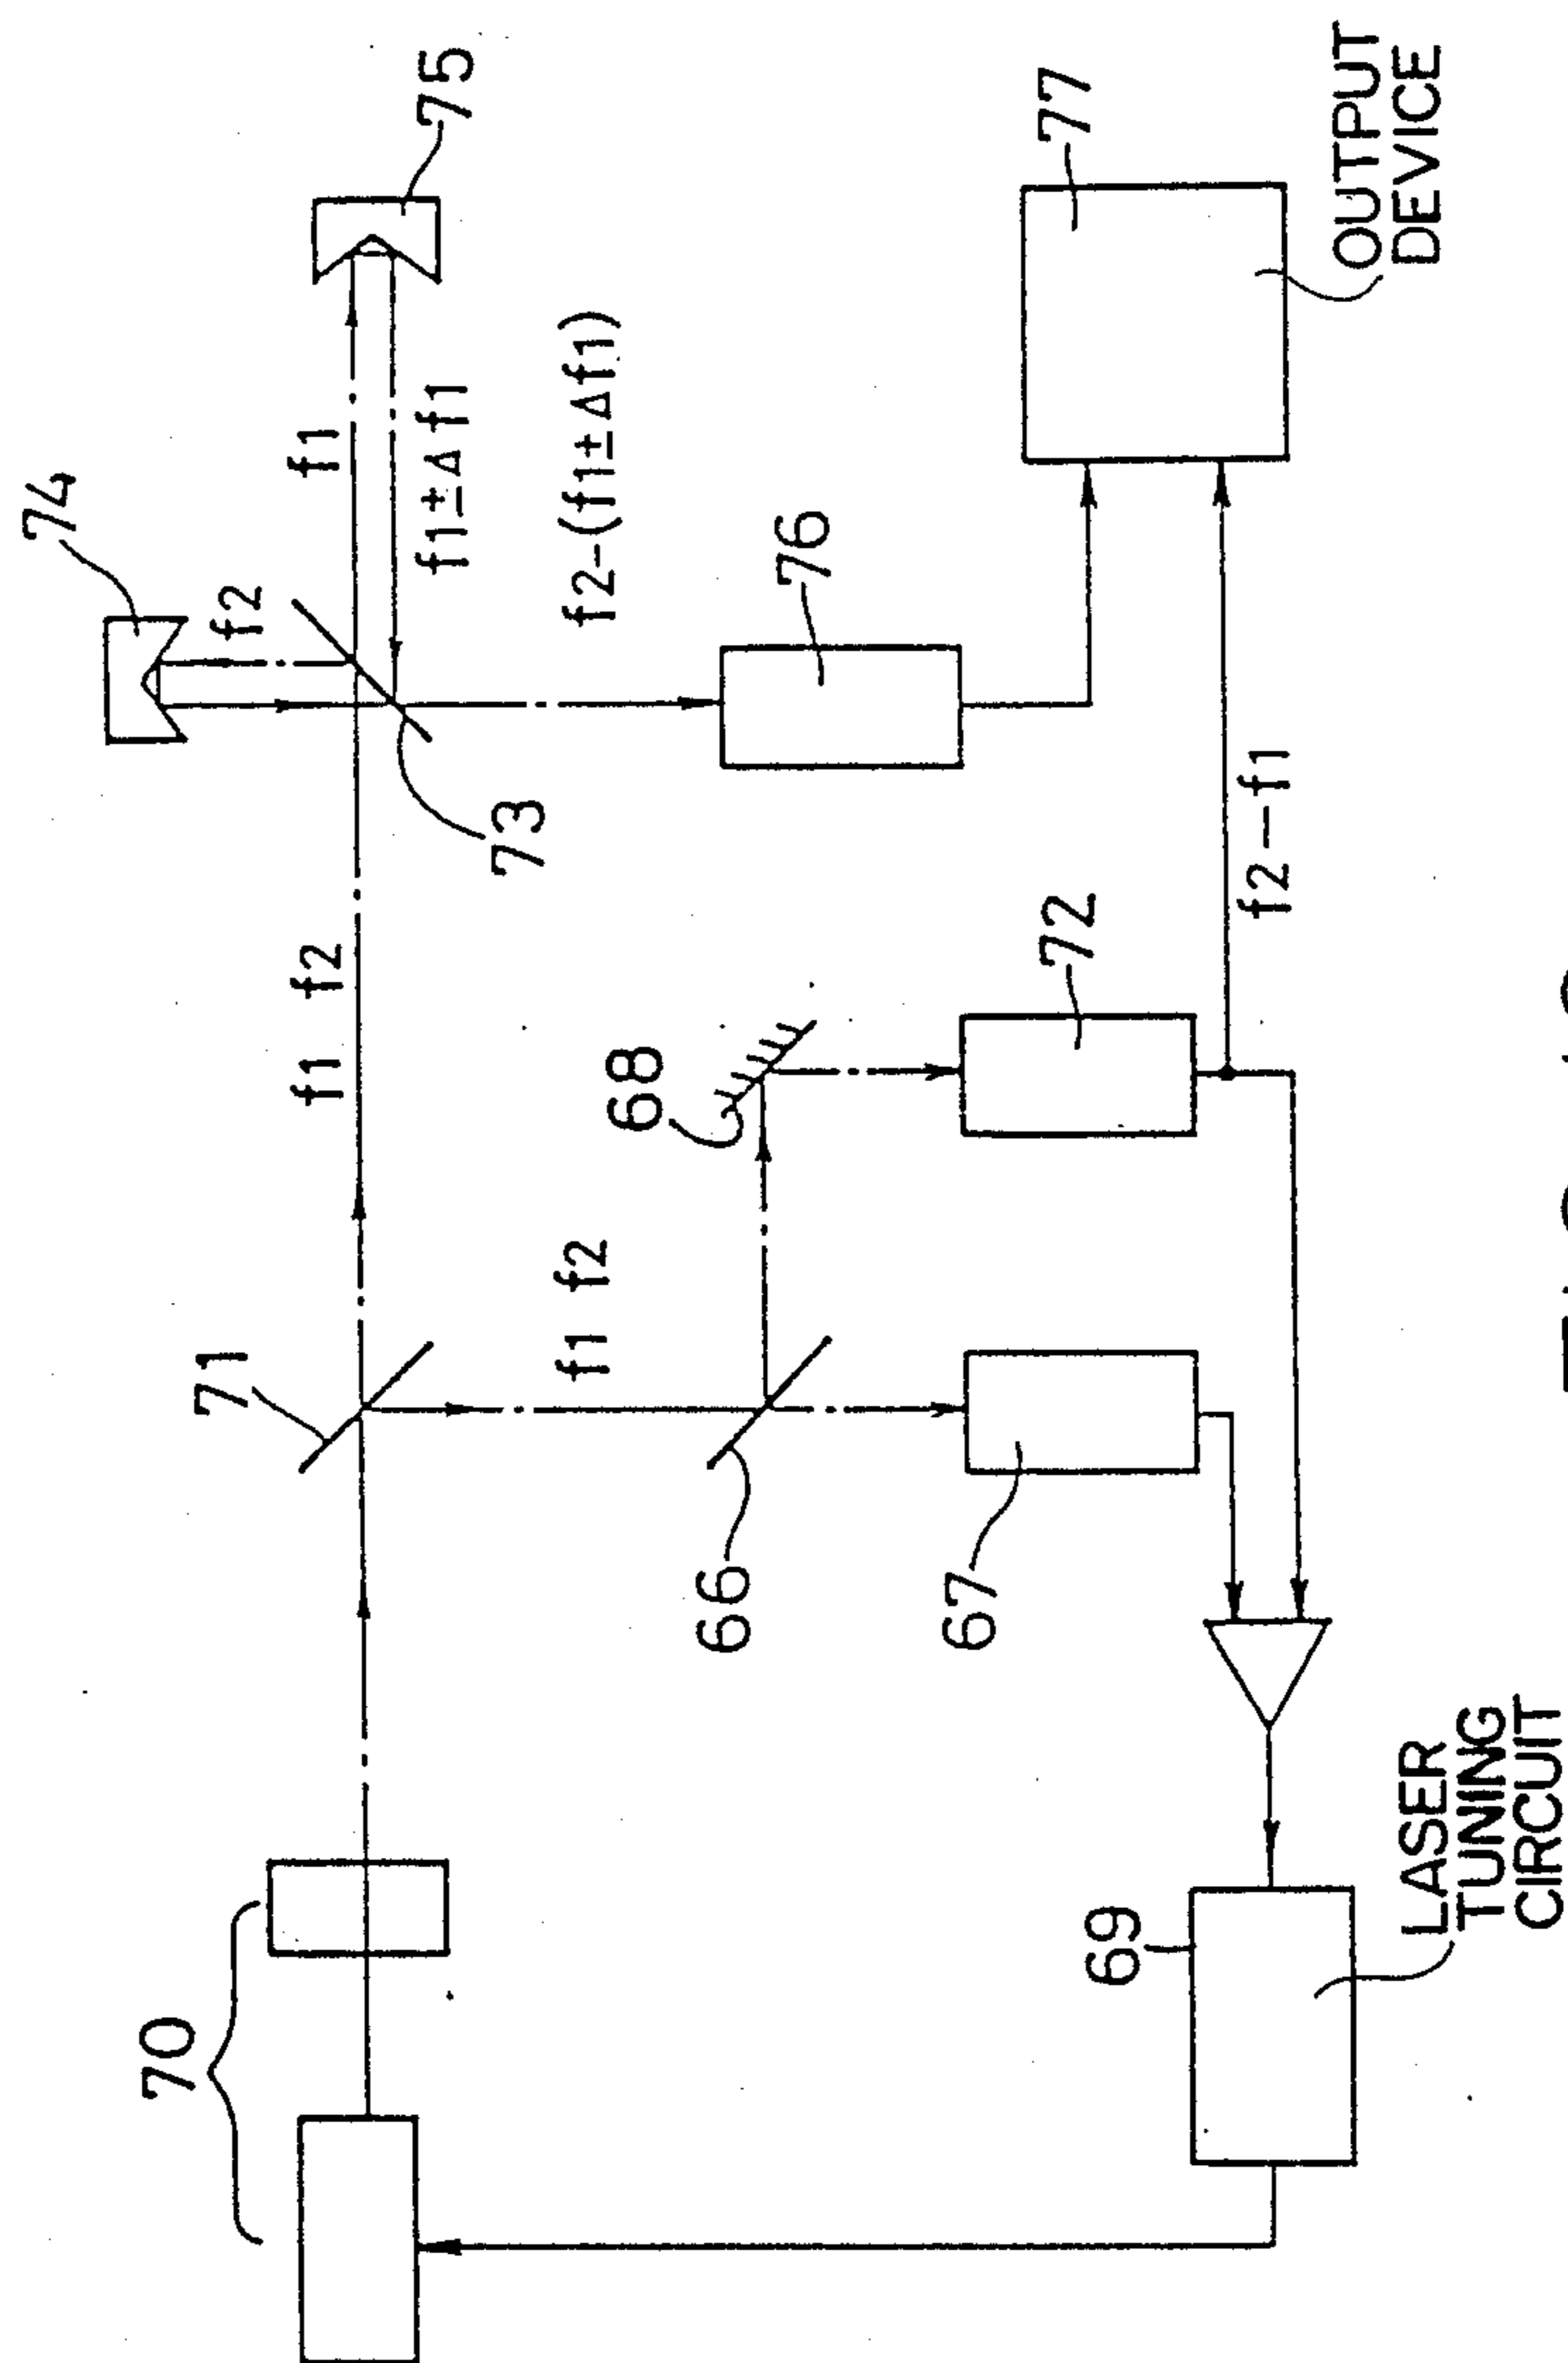 74
75
f2
f1
f1±Δf1
f2-(f1±Δf1)
71
f1 f2
73
76
77
OUTPUT
DEVICE
70
66
f1 f2
68
67
72
f2-f1
69
LASER
TUNING
CIRCUIT